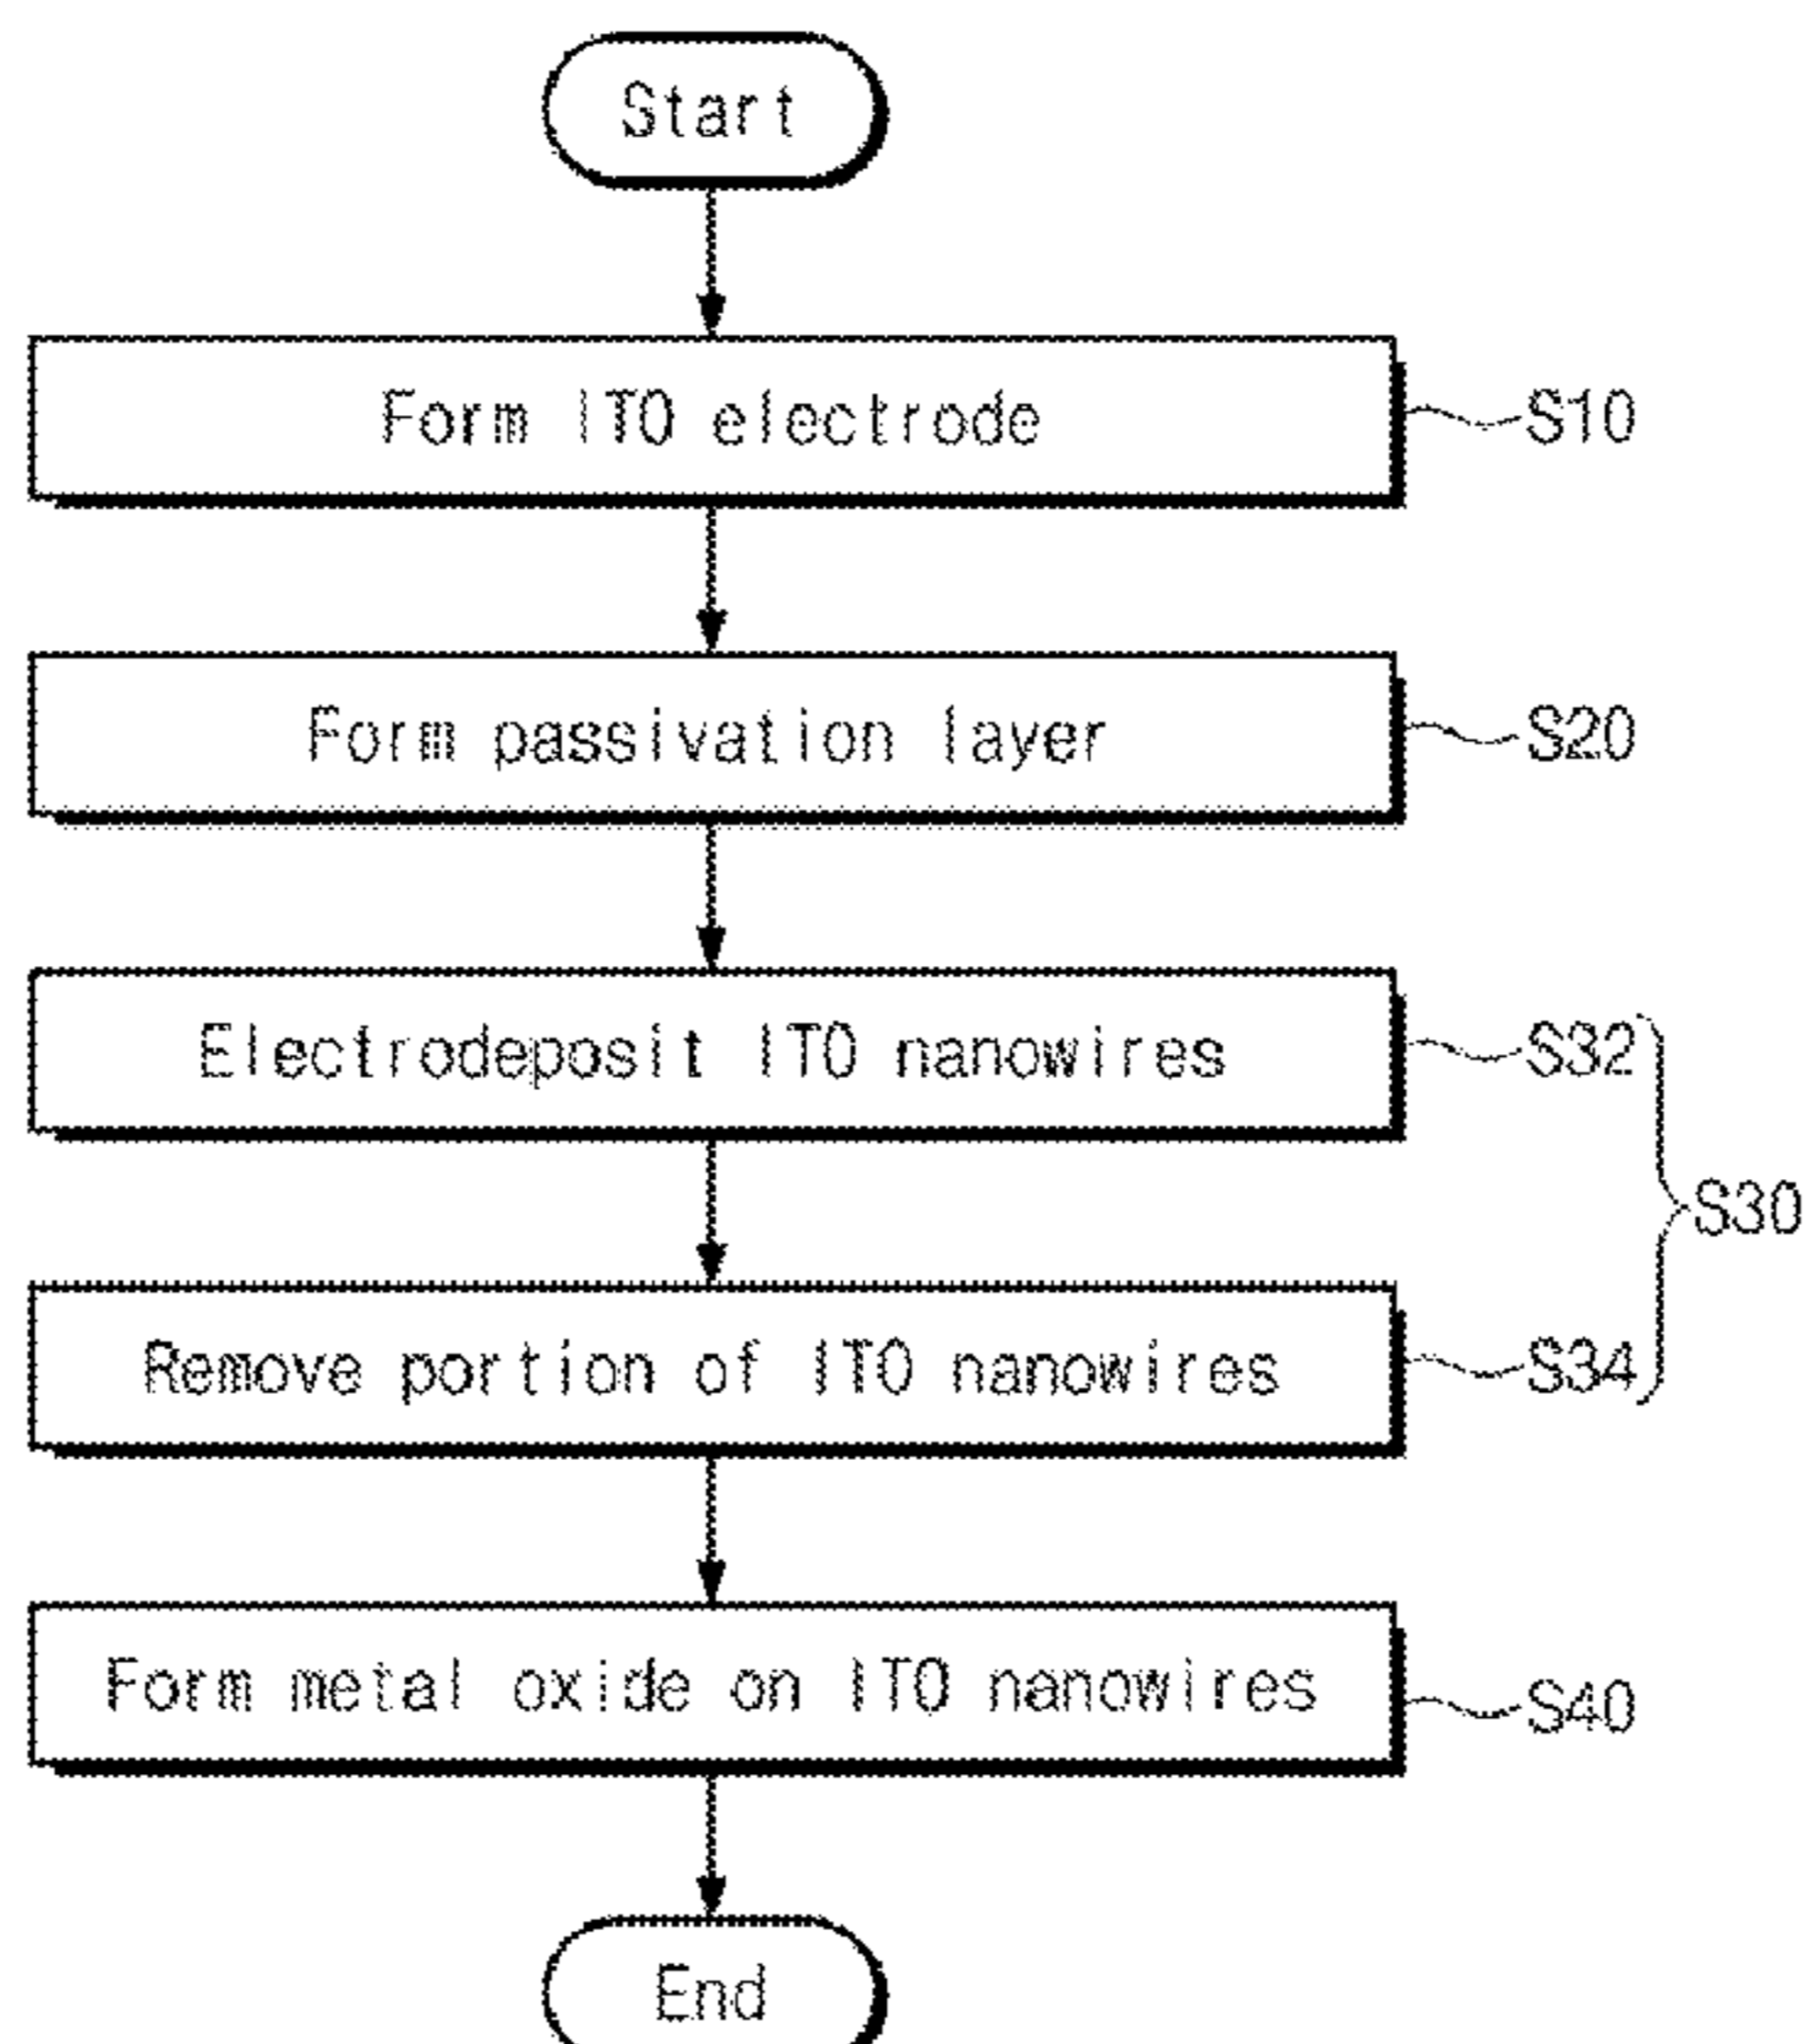 Start
Form ITO electrode
S10
Form passivation layer
S20
Electrodeposit ITO nanowires
S32
S30
Remove portion of ITO nanowires
S34
Form metal oxide on ITO nanowires
S40
End